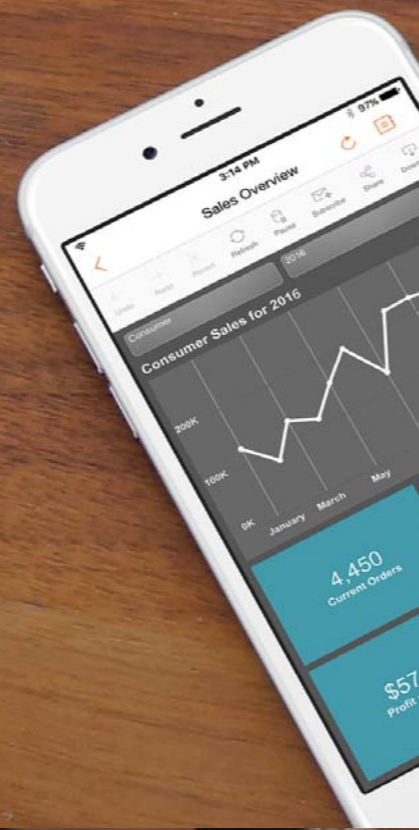 97%
3:14 PM
Sales Overview
Undo Redo Revert Refresh Pause Subscribe Share
Consumer 2016
Consumer Sales for 2016
200K
100K
0K
January March May
4,450
Current Orders
$57
Profit